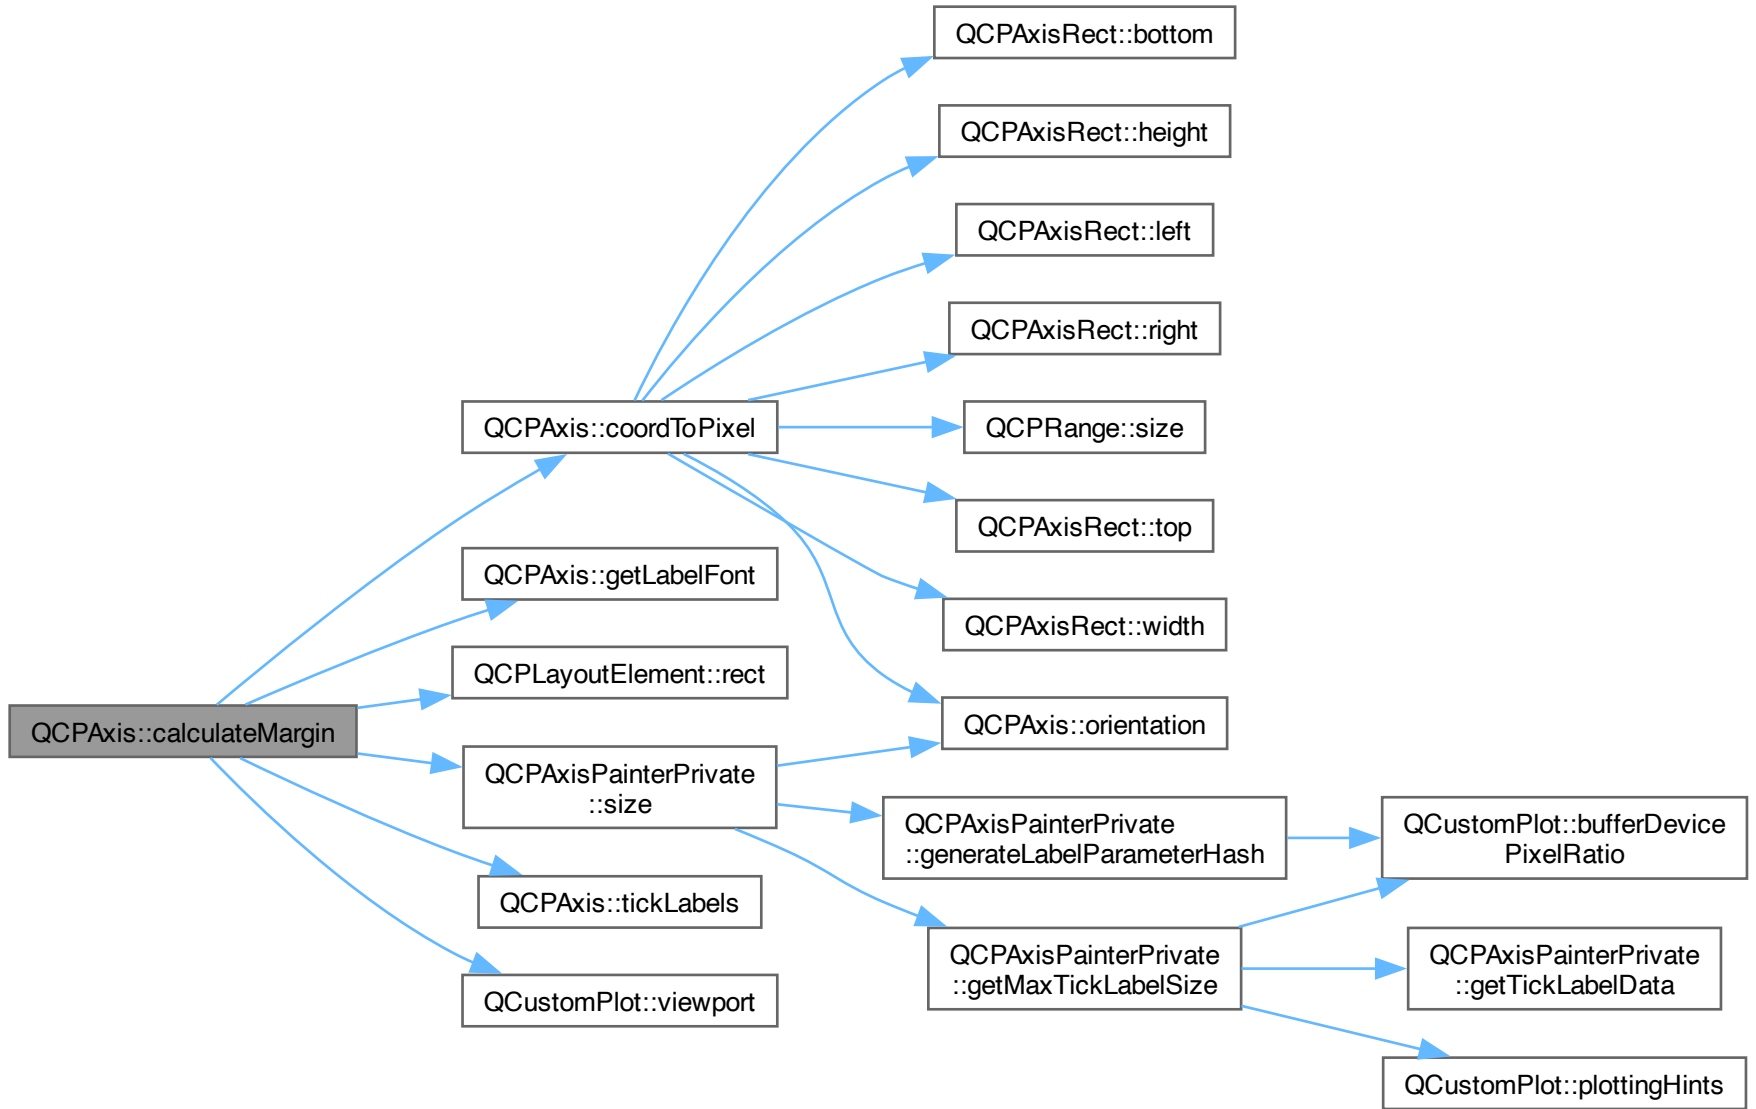 QCPAxisRect::bottom
QCPAxisRect::height
QCPAxisRect::left
QCPAxisRect::right
QCPAxis::coordToPixel
QCPRange::size
QCPAxisRect::top
QCPAxis::getLabelFont
QCPAxisRect::width
QCPLayoutElement::rect
QCPAxis::calculateMargin
QCPAxis::orientation
QCPAxisPainterPrivate
::size
QCPAxisPainterPrivate
::generateLabelParameterHash
QCustomPlot::bufferDevice
PixelRatio
QCPAxis::tickLabels
QCPAxisPainterPrivate
::getMaxTickLabelSize
QCPAxisPainterPrivate
::getTickLabelData
QCustomPlot::viewport
QCustomPlot::plottingHints